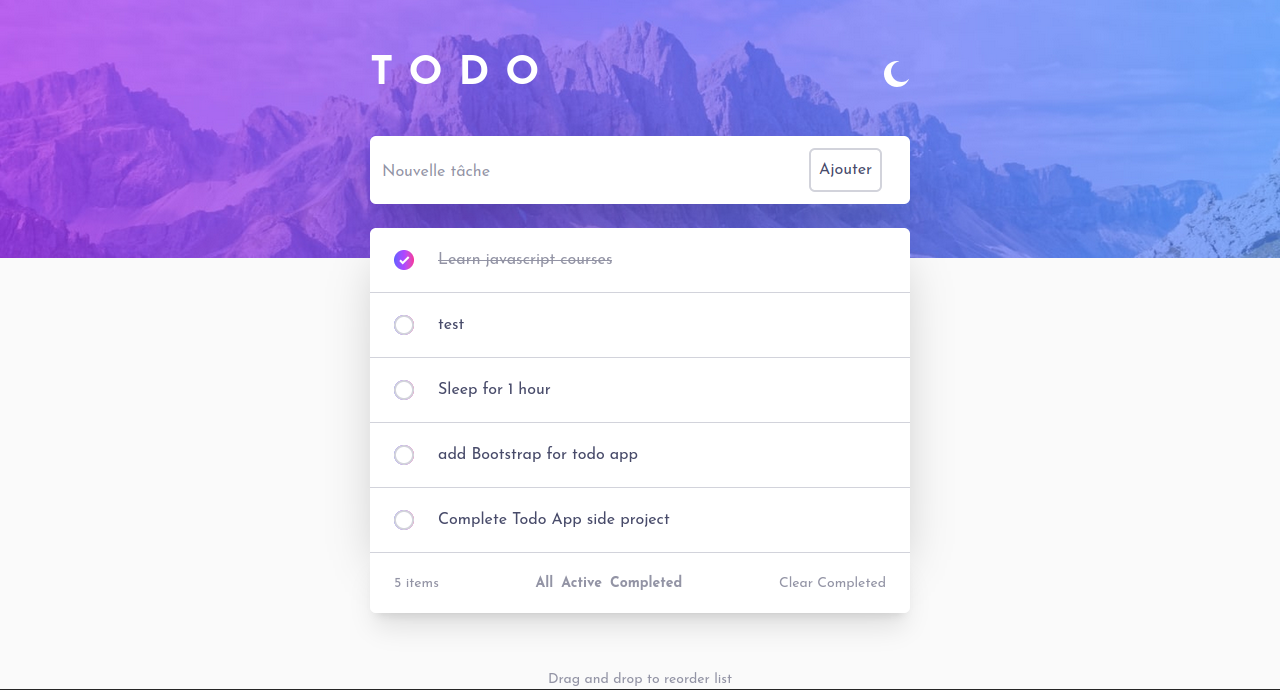 TODO
Nouvelle tâche
Ajouter
Learn javascript courses
test
Sleep for 1 hour
add Bootstrap for todo app
Complete Todo App side project
5 items All Active Completed Clear Completed
Drag and drop to reorder list